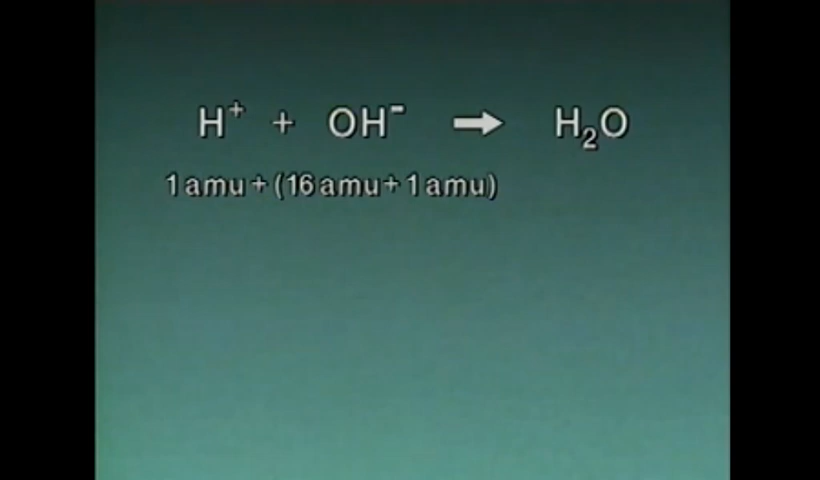 H⁺ + OH⁻ → H₂O
1 amu + (16 amu + 1 amu)